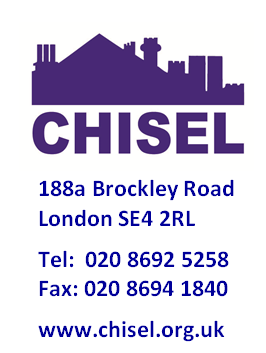 CHISEL
188a Brockley Road
London SE4 2RL
Tel: 020 8692 5258
Fax: 020 8694 1840
www.chisel.org.uk